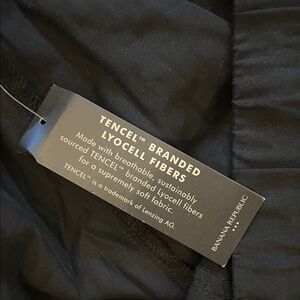 TENCEL™ BRANDED
LYOCELL FIBERS
Made with breathable, sustainably
sourced TENCEL™ branded Lyocell fibers
for a supremely soft fabric.
TENCEL™ is a trademark of Lenzing AG.
BANANA REPUBLIC